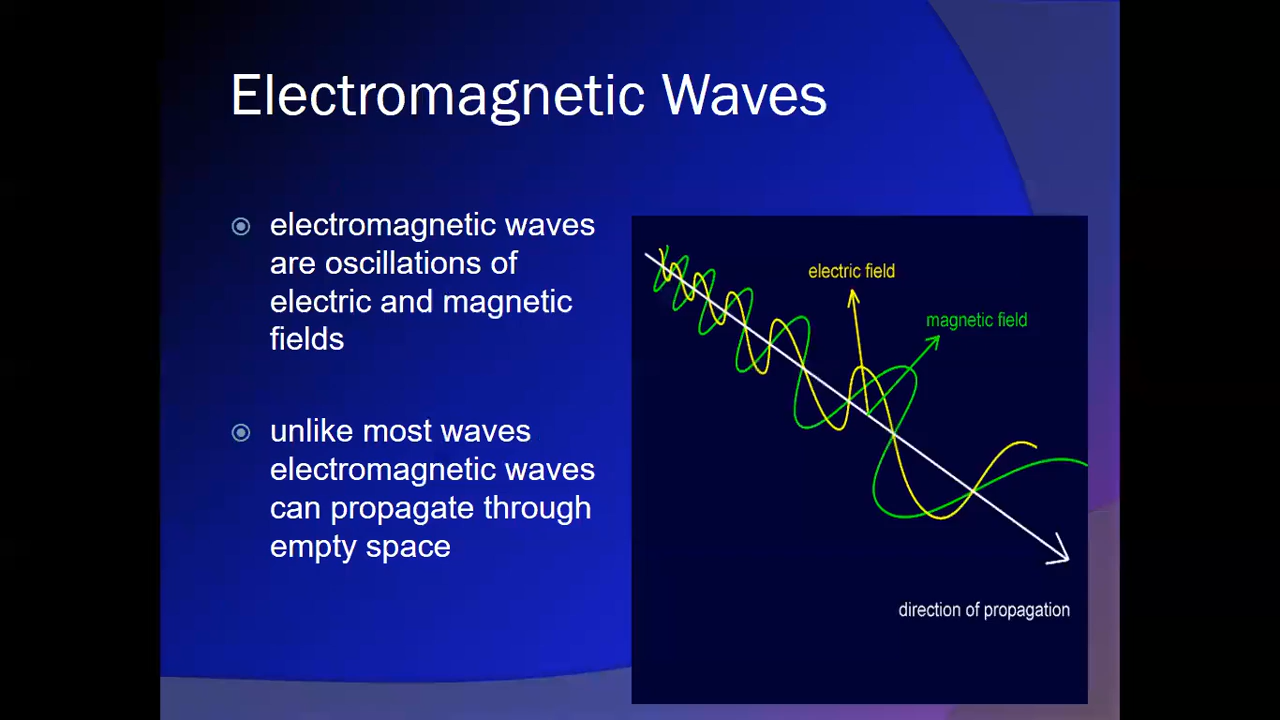 Electromagnetic Waves
electromagnetic waves
are oscillations of
electric and magnetic
fields
unlike most waves
electromagnetic waves
can propagate through
empty space
electric field
magnetic field
direction of propagation